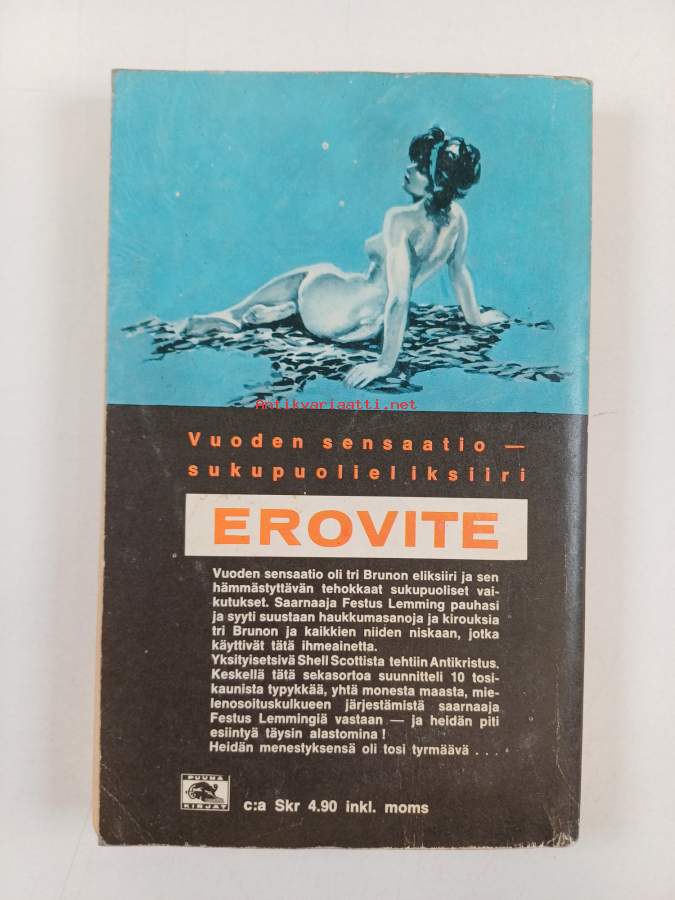 Antikvariaatti.net
Vuoden sensaatio —
sukupuolieliksiiri
EROVITE
Vuoden sensaatio oli tri Brunon eliksiiri ja sen
hämmästyttävän tehokkaat sukupuoliset vai-
kutukset. Saarnaaja Festus Lemming pauhasi
ja syyti suustaan haukkumasanoja ja kirouksia
tri Brunon ja kaikkien niiden niskaan, jotka
käyttivät tätä ihmeainetta.
Yksityisetsivä Shell Scottista tehtiin Antikristus.
Keskellä tätä sekasortoa suunnitteli 10 tosi-
kaunista typykkää, yhtä monesta maasta, mie-
lenosoituskulkueen järjestämistä saarnaaja
Festus Lemmingiä vastaan — ja heidän piti
esiintyä täysin alastomina !
Heidän menestyksensä oli tosi tyrmäävä . . . .
PUUMA
KIRJAT
c:a Skr 4.90 inkl. moms